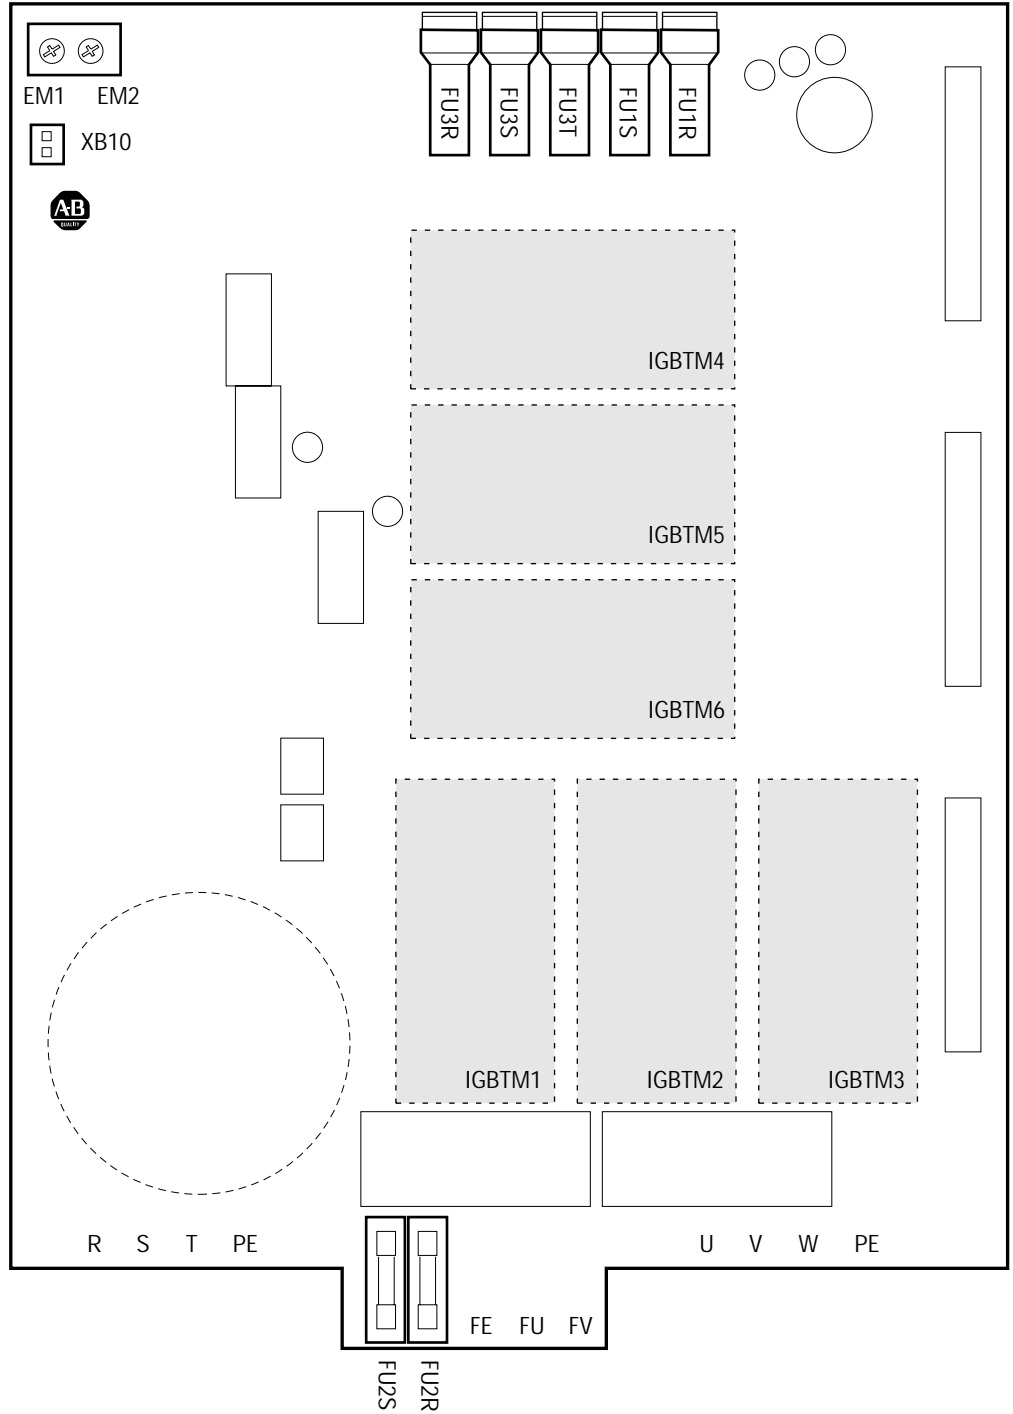 EM1 EM2
FU3R FU3S FU3T FU1S FU1R
XB10
A-B
QUALITY
IGBTM4
IGBTM5
IGBTM6
IGBTM1 IGBTM2 IGBTM3
R S T PE U V W PE
FE FU FV
FU2S FU2R